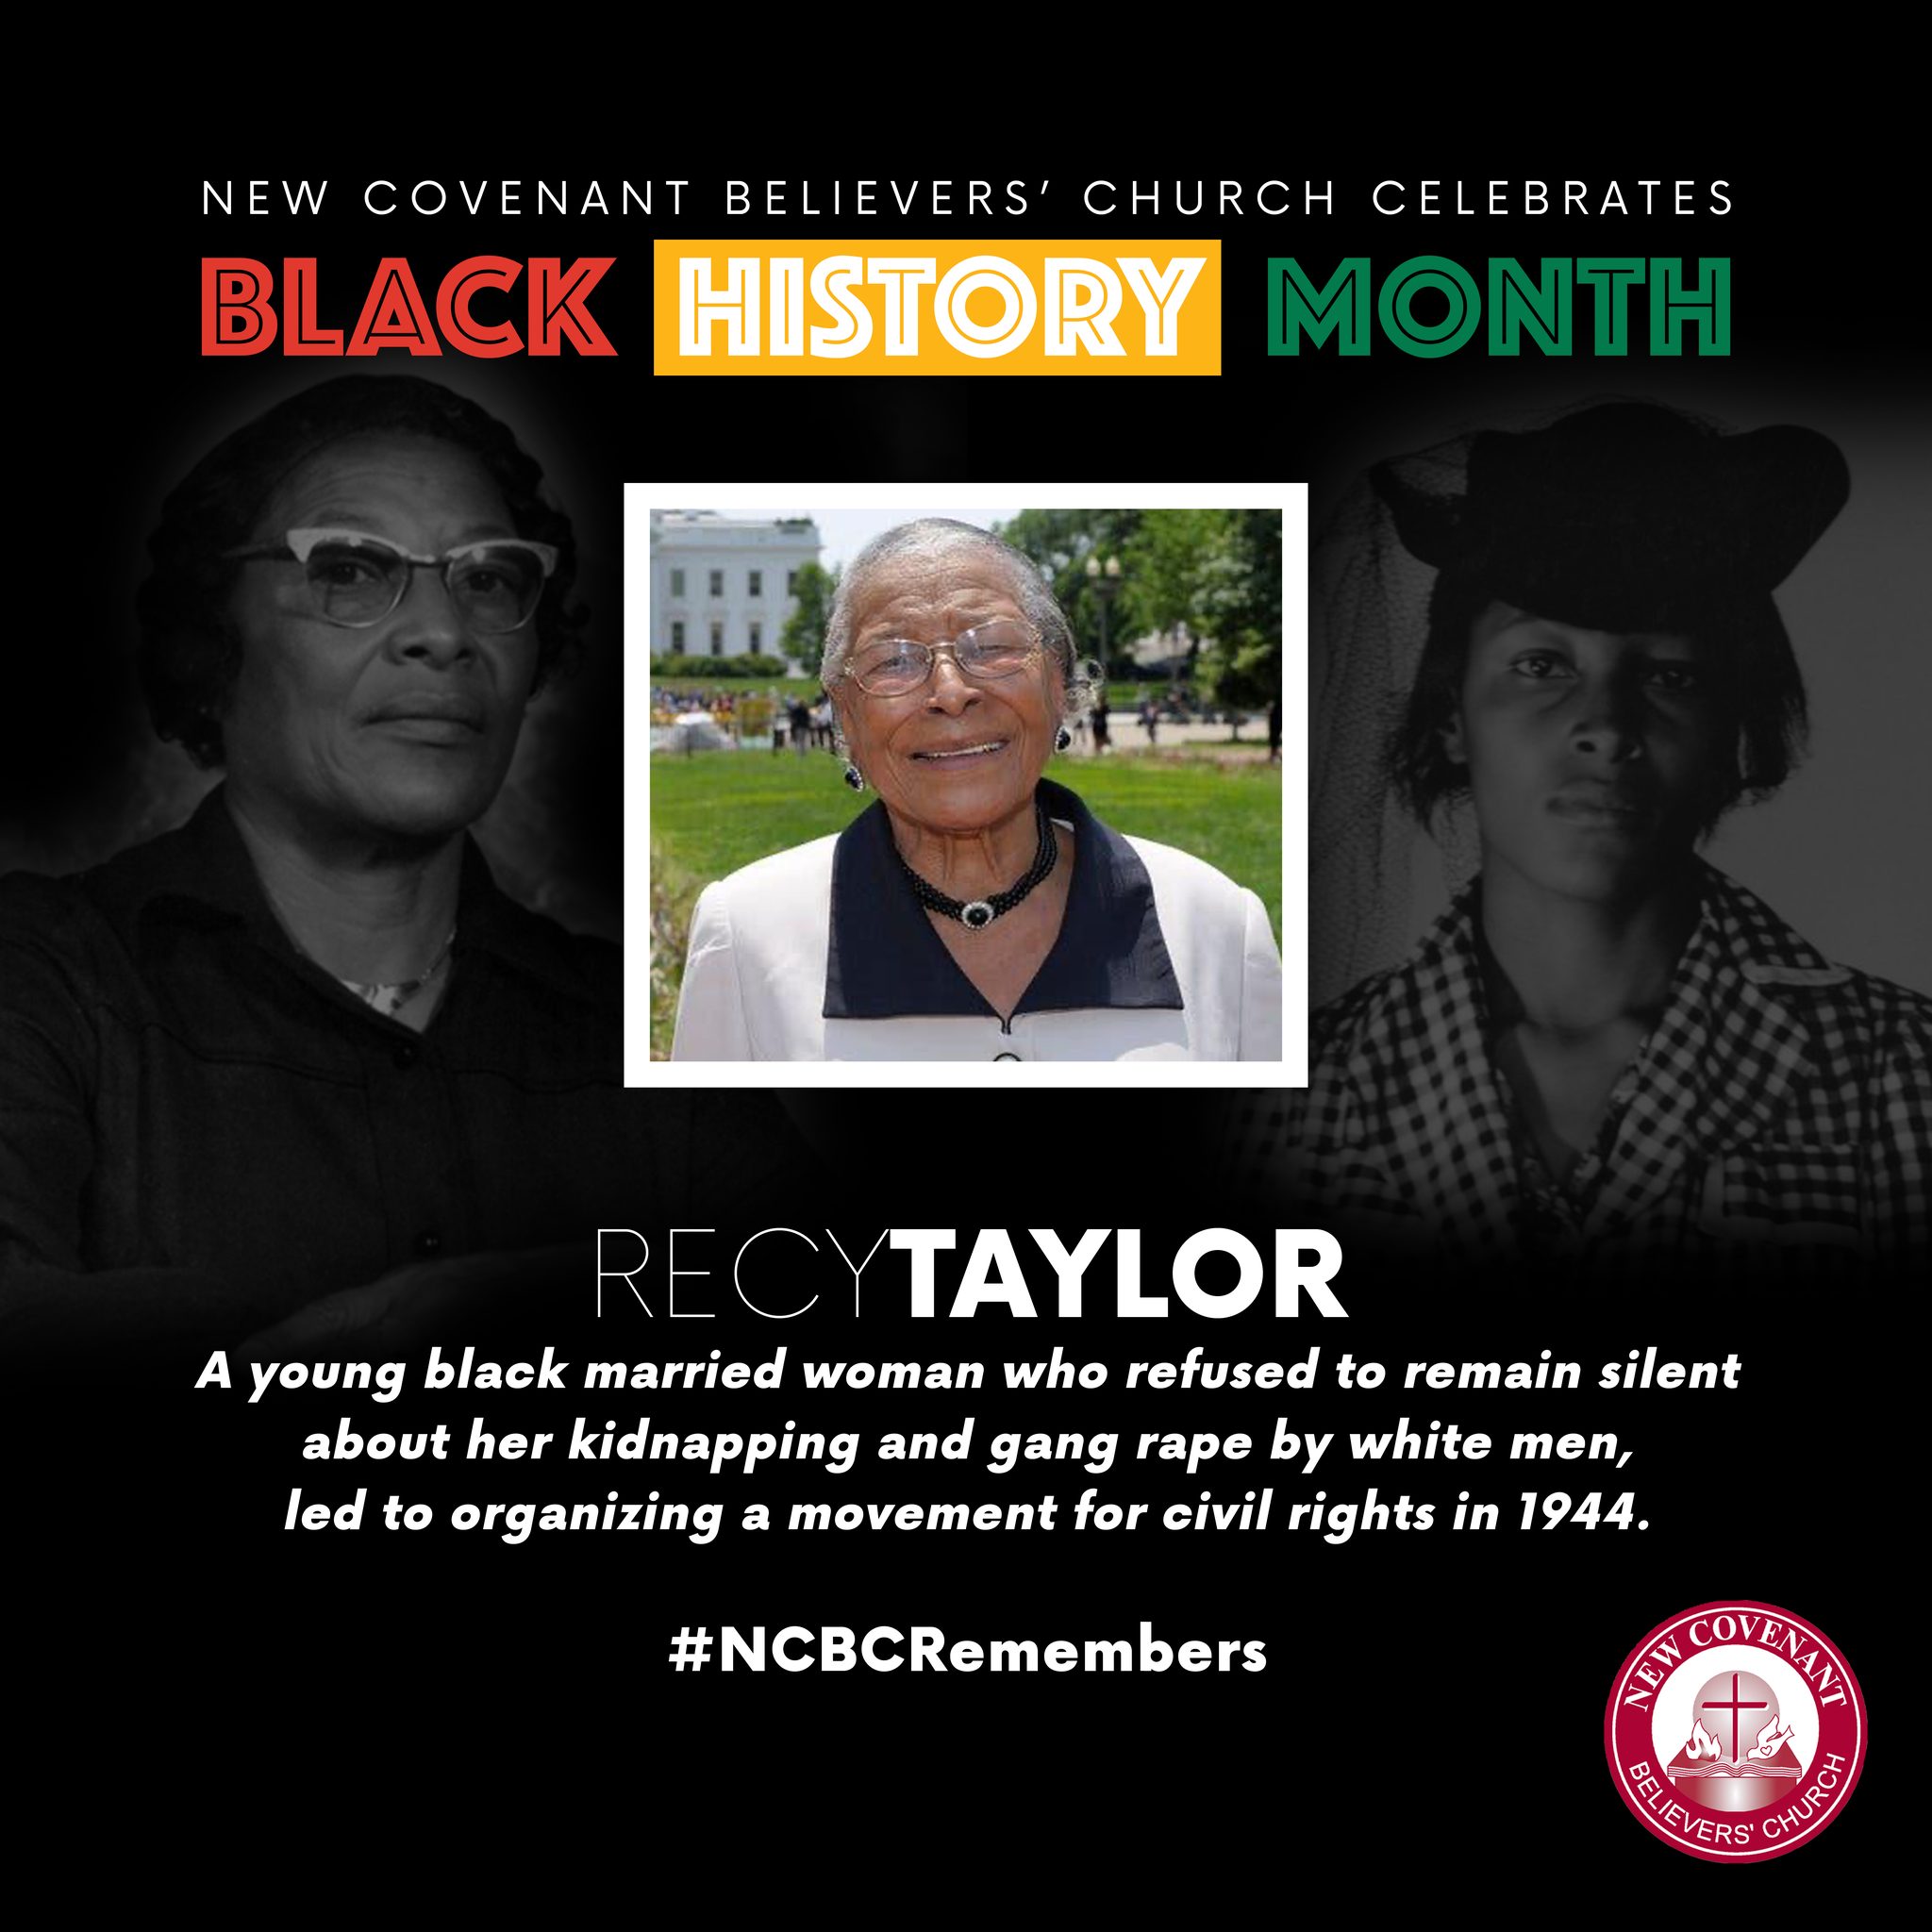 NEW COVENANT BELIEVERS’ CHURCH CELEBRATES
BLACK HISTORY MONTH
RECYTAYLOR
A young black married woman who refused to remain silent
about her kidnapping and gang rape by white men,
led to organizing a movement for civil rights in 1944.
#NCBCRemembers
NEW COVENANT
BELIEVERS' CHURCH